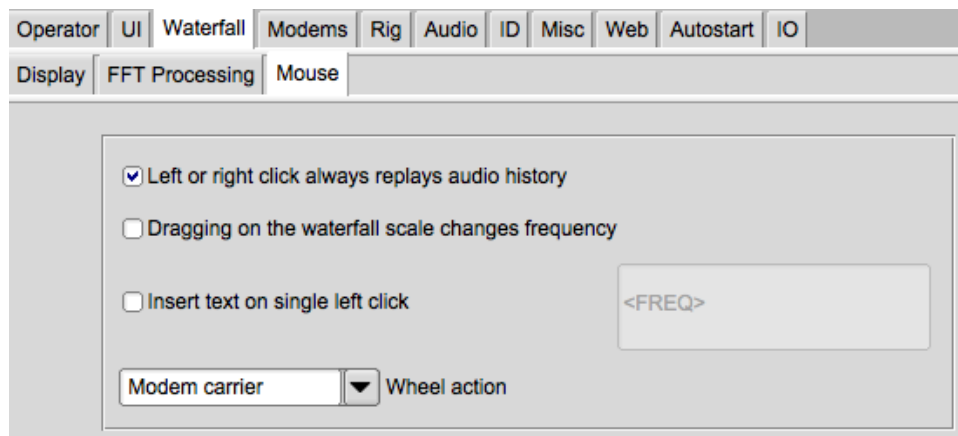 Operator UI Waterfall Modems Rig Audio ID Misc Web Autostart IO
Display FFT Processing Mouse
Left or right click always replays audio history
Dragging on the waterfall scale changes frequency
Insert text on single left click <FREQ>
Modem carrier Wheel action